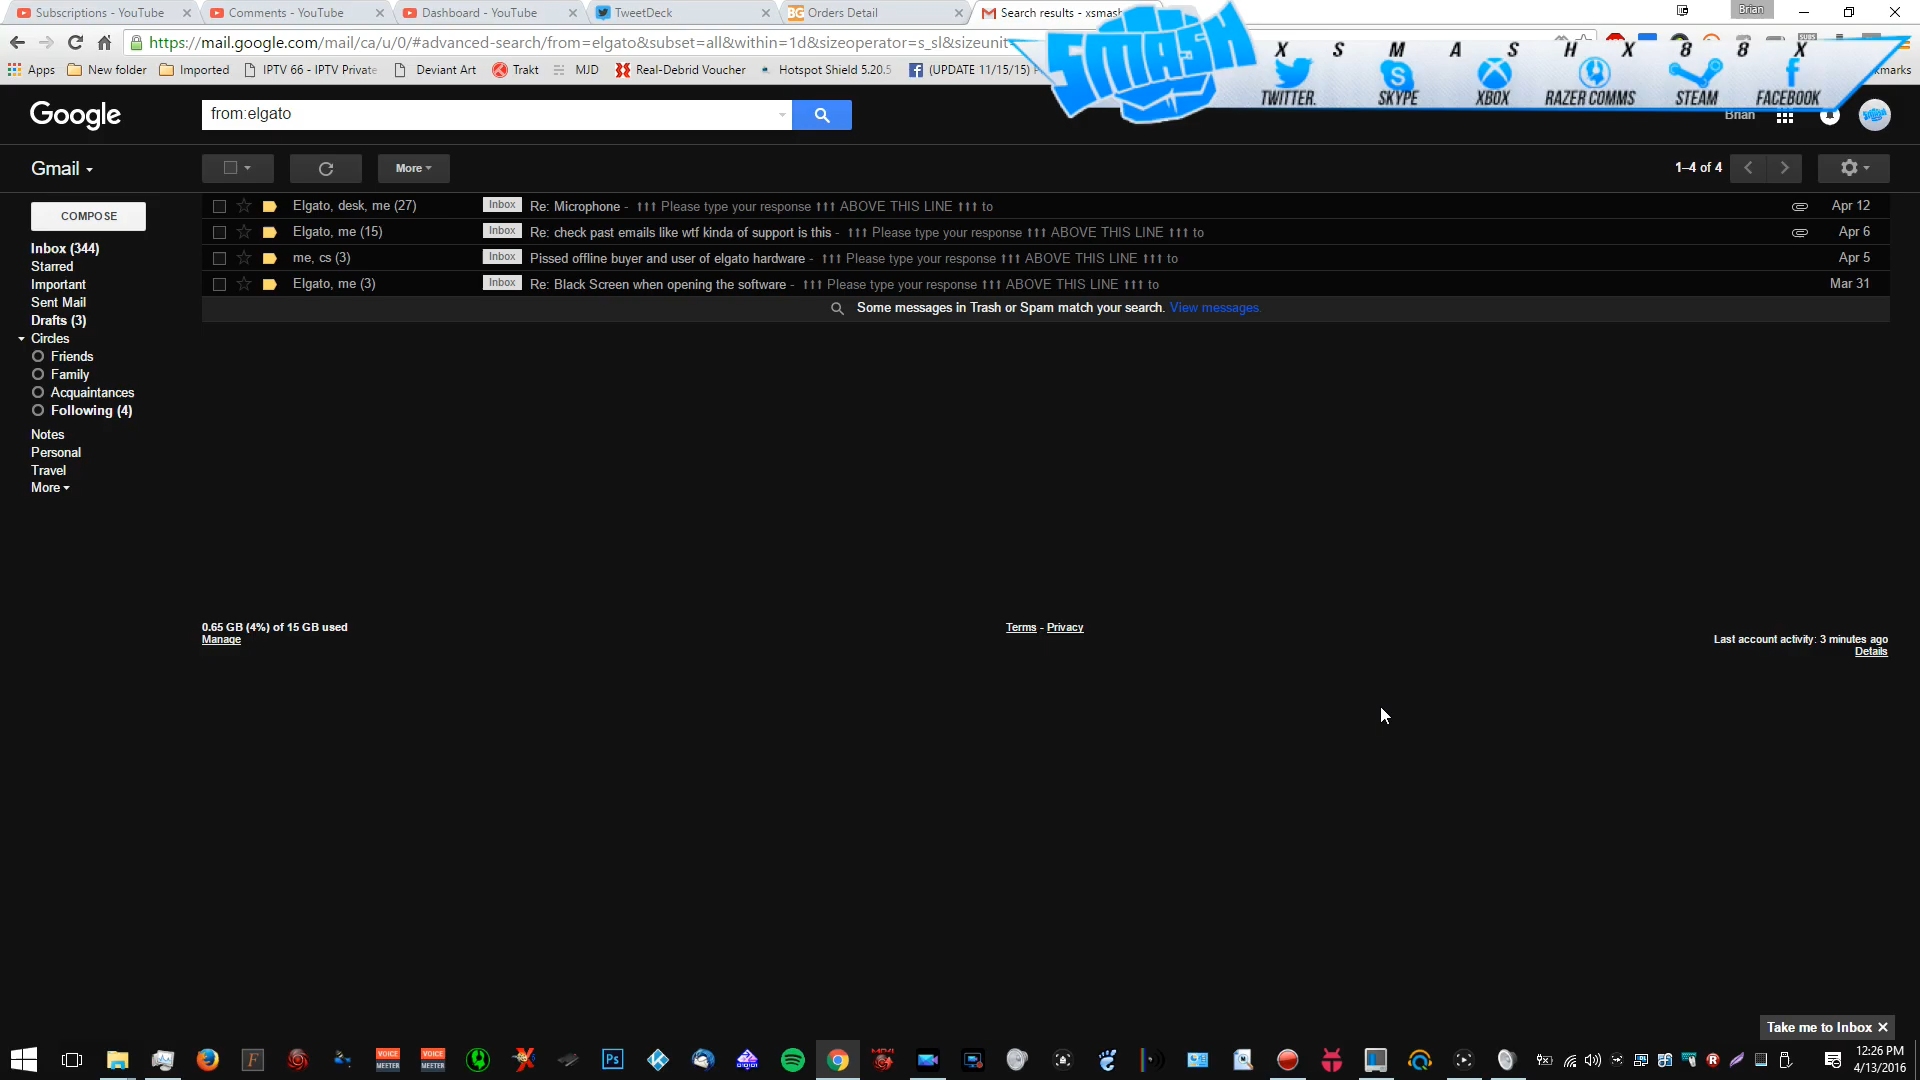 Subscriptions - YouTube
Comments - YouTube
Dashboard - YouTube
TweetDeck
BG Orders Detail
Search results - xsmash
Brian
https://mail.google.com/mail/ca/u/0/#advanced-search/from=elgato&subset=all&within=1d&sizeoperator=s_sl&sizeunit
Apps
New folder
Imported
IPTV 66 - IPTV Private
Deviant Art
Trakt
MJD
Real-Debrid Voucher
Hotspot Shield 5.20.5
(UPDATE 11/15/15)
SMASH
X S M A S H X 8 8 X
TWITTER.
SKYPE
XBOX
RAZER COMMS
STEAM
FACEBOOK
Google
from:elgato
Brian
Gmail
More
1–4 of 4
COMPOSE
Inbox (344)
Starred
Important
Sent Mail
Drafts (3)
Circles
Friends
Family
Acquaintances
Following (4)
Notes
Personal
Travel
More
Elgato, desk, me (27) Inbox Re: Microphone - ⬆⬆⬆ Please type your response ⬆⬆⬆ ABOVE THIS LINE ⬆⬆⬆ to Apr 12
Elgato, me (15) Inbox Re: check past emails like wtf kinda of support is this - ⬆⬆⬆ Please type your response ⬆⬆⬆ ABOVE THIS LINE ⬆⬆⬆ to Apr 6
me, cs (3) Inbox Pissed offline buyer and user of elgato hardware - ⬆⬆⬆ Please type your response ⬆⬆⬆ ABOVE THIS LINE ⬆⬆⬆ to Apr 5
Elgato, me (3) Inbox Re: Black Screen when opening the software - ⬆⬆⬆ Please type your response ⬆⬆⬆ ABOVE THIS LINE ⬆⬆⬆ to Mar 31
Some messages in Trash or Spam match your search. View messages.
0.65 GB (4%) of 15 GB used
Manage
Terms - Privacy
Last account activity: 3 minutes ago
Details
Take me to Inbox
VOICE MEETER
VOICE MEETER
Ps
12:26 PM
4/13/2016